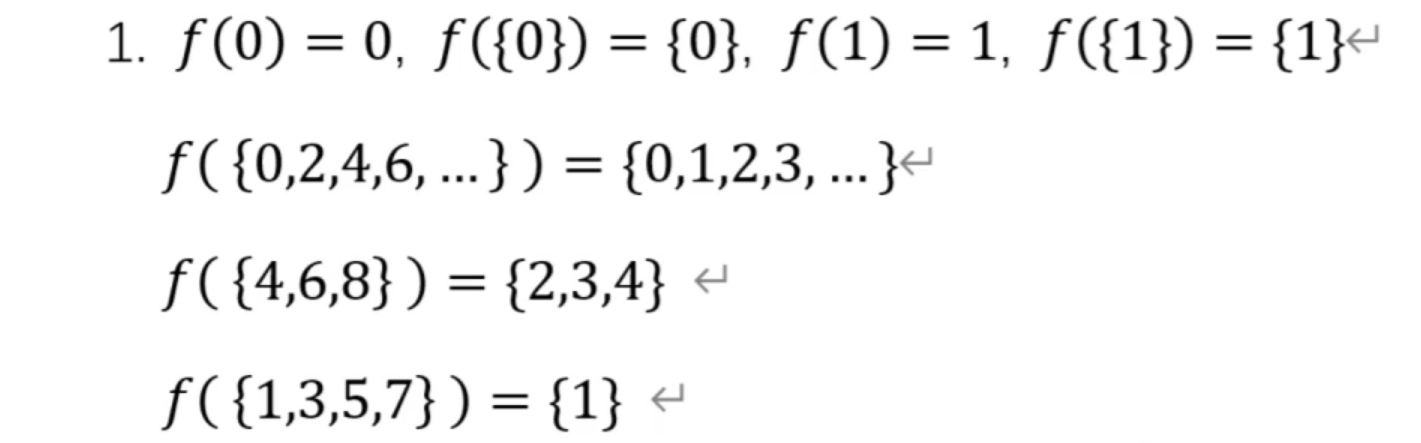 1. f(0) = 0, f({0}) = {0}, f(1) = 1, f({1}) = {1}↵
f( {0,2,4,6, ...} ) = {0,1,2,3, ...}↵
f( {4,6,8} ) = {2,3,4} ↵
f( {1,3,5,7} ) = {1} ↵